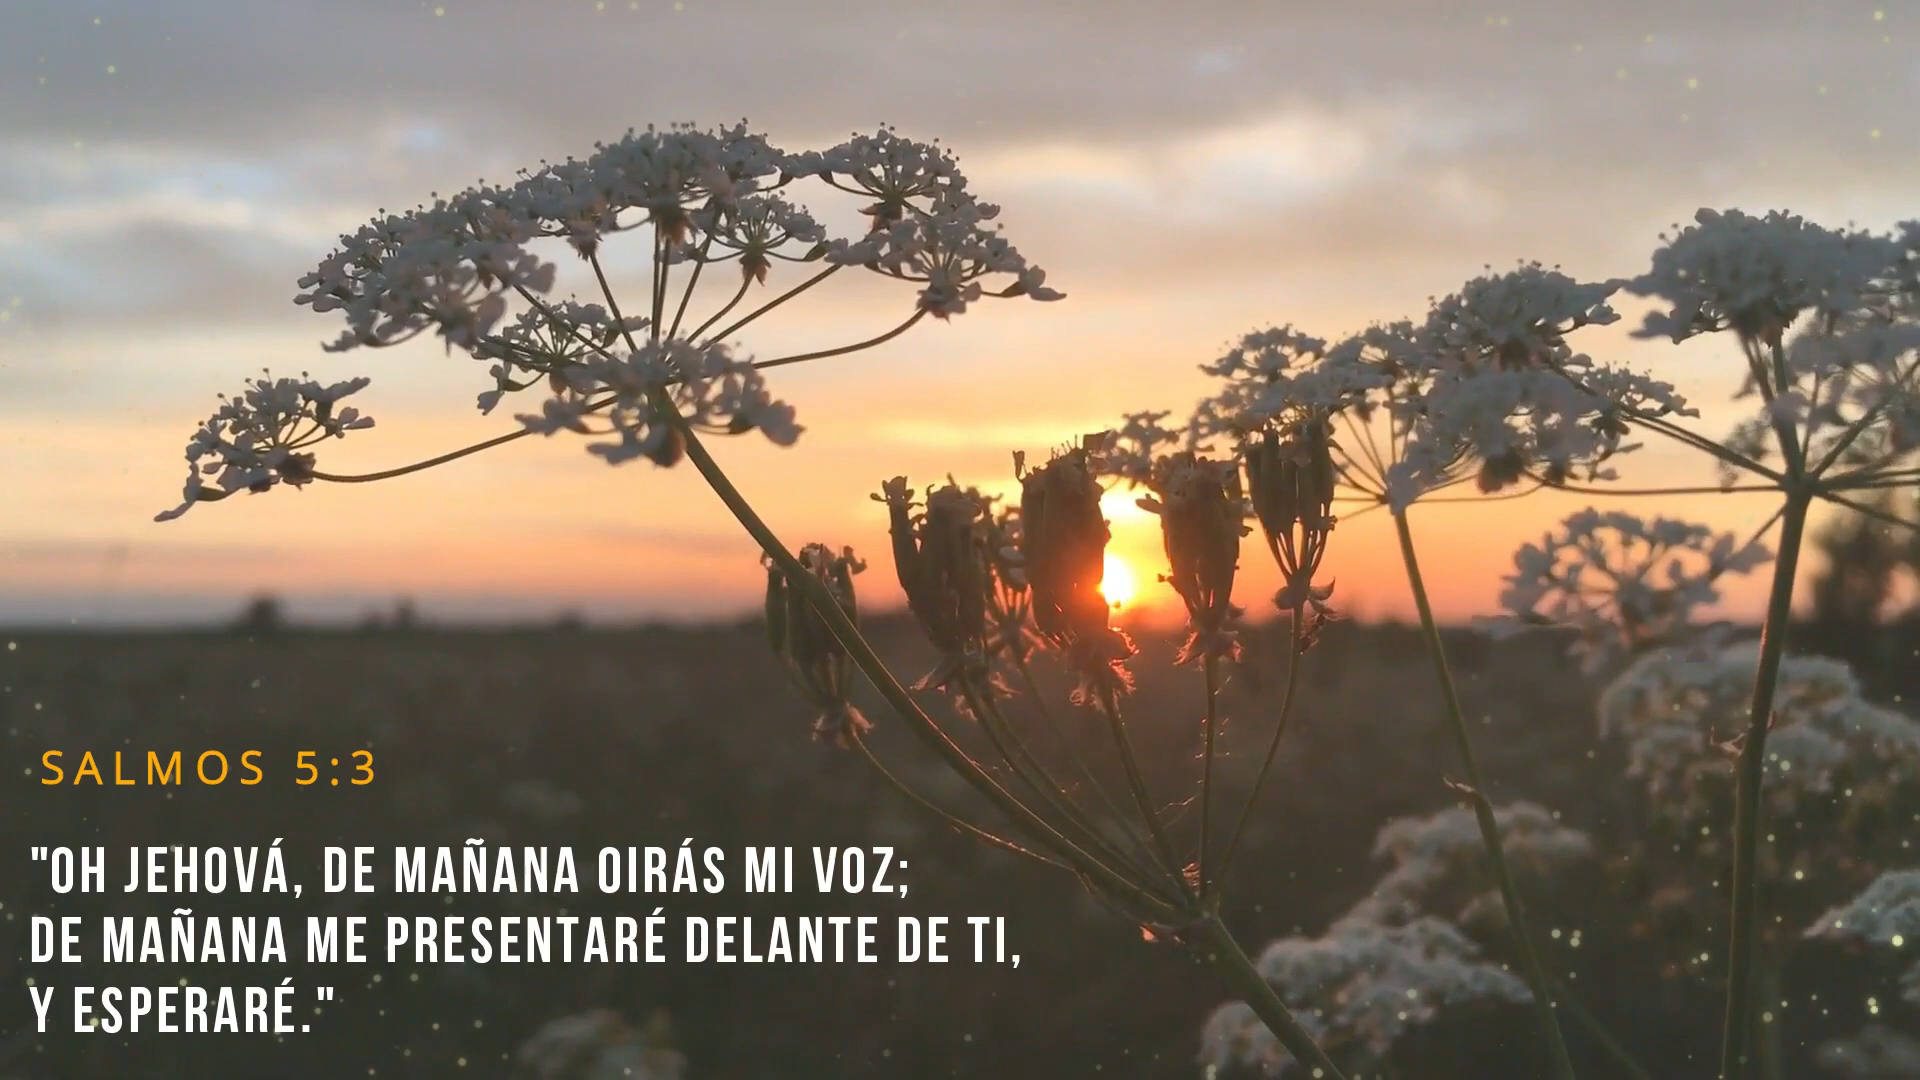 SALMOS 5:3
"OH JEHOVÁ, DE MAÑANA OIRÁS MI VOZ;
DE MAÑANA ME PRESENTARÉ DELANTE DE TI,
Y ESPERARÉ."